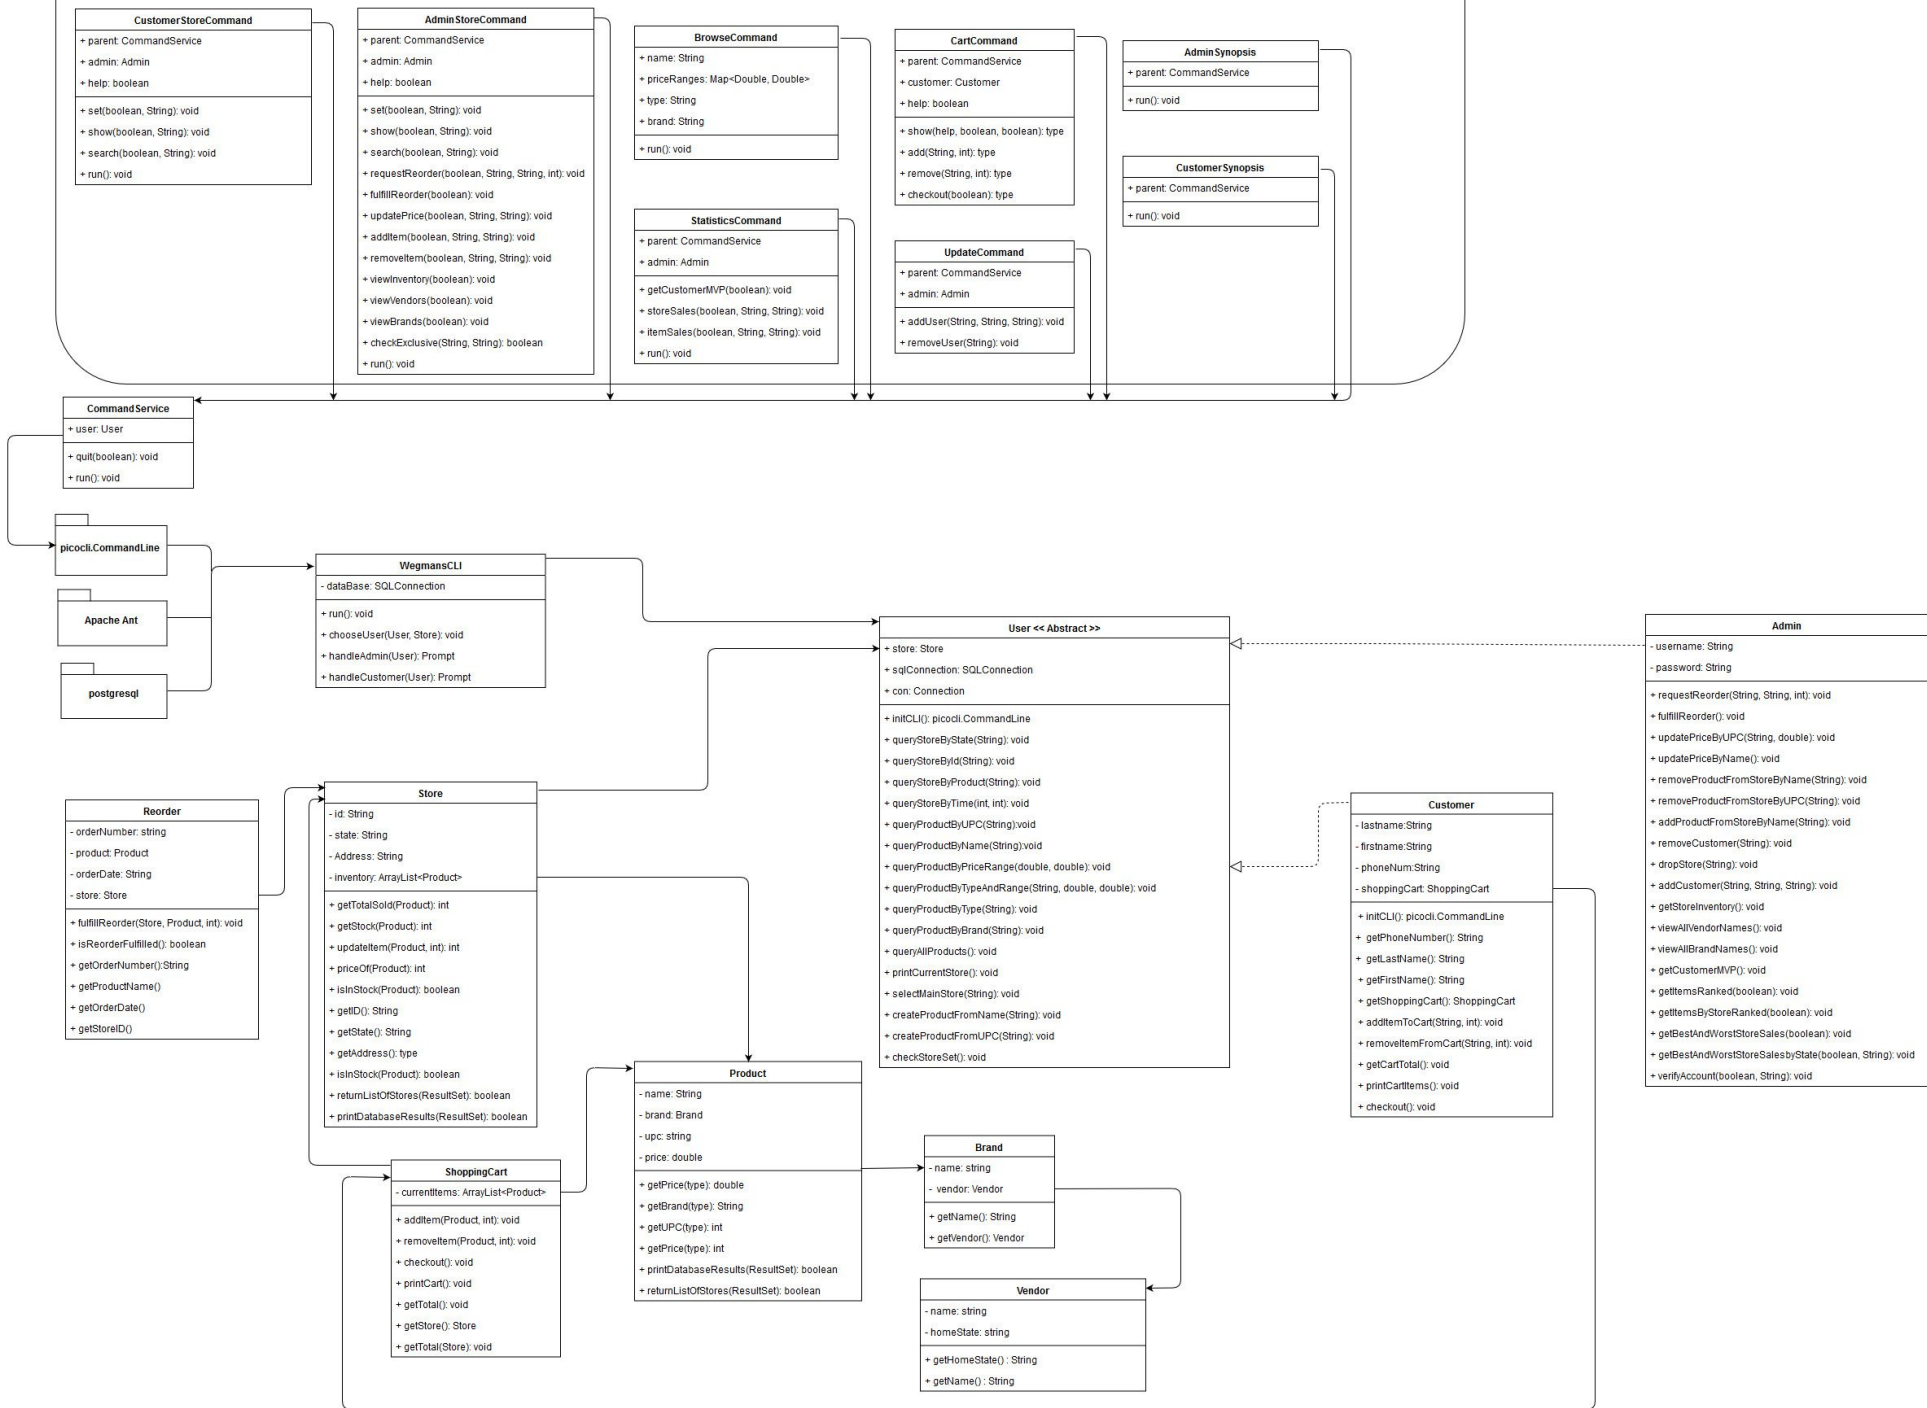 CustomerStoreCommand
+ parent: CommandService
+ admin: Admin
+ help: boolean
+ set(boolean, String): void
+ show(boolean, String): void
+ search(boolean, String): void
+ run(): void
AdminStoreCommand
+ parent: CommandService
+ admin: Admin
+ help: boolean
+ set(boolean, String): void
+ show(boolean, String): void
+ search(boolean, String): void
+ requestReorder(boolean, String, String, int): void
+ fulfillReorder(boolean): void
+ updatePrice(boolean, String, String): void
+ addItem(boolean, String, String): void
+ removeItem(boolean, String, String): void
+ viewInventory(boolean): void
+ viewVendors(boolean): void
+ viewBrands(boolean): void
+ checkExclusive(String, String): boolean
+ run(): void
BrowseCommand
+ name: String
+ priceRanges: Map<Double, Double>
+ type: String
+ brand: String
+ run(): void
StatisticsCommand
+ parent: CommandService
+ admin: Admin
+ getCustomerMVP(boolean): void
+ storeSales(boolean, String, String): void
+ itemSales(boolean, String, String): void
+ run(): void
CartCommand
+ parent: CommandService
+ customer: Customer
+ help: boolean
+ show(help, boolean, boolean): type
+ add(String, int): type
+ remove(String, int): type
+ checkout(boolean): type
UpdateCommand
+ parent: CommandService
+ admin: Admin
+ addUser(String, String, String): void
+ removeUser(String): void
AdminSynopsis
+ parent: CommandService
+ run(): void
CustomerSynopsis
+ parent: CommandService
+ run(): void
CommandService
+ user: User
+ quit(boolean): void
+ run(): void
picocli.CommandLine
Apache Ant
postgresql
WegmansCLI
- dataBase: SQLConnection
+ run(): void
+ chooseUser(User, Store): void
+ handleAdmin(User): Prompt
+ handleCustomer(User): Prompt
User << Abstract >>
+ store: Store
+ sqlConnection: SQLConnection
+ con: Connection
+ initCLI(): picocli.CommandLine
+ queryStoreByState(String): void
+ queryStoreById(String): void
+ queryStoreByProduct(String): void
+ queryStoreByTime(int, int): void
+ queryProductByUPC(String):void
+ queryProductByName(String):void
+ queryProductByPriceRange(double, double): void
+ queryProductByTypeAndRange(String, double, double): void
+ queryProductByType(String): void
+ queryProductByBrand(String): void
+ queryAllProducts(): void
+ printCurrentStore(): void
+ selectMainStore(String): void
+ createProductFromName(String): void
+ createProductFromUPC(String): void
+ checkStoreSet(): void
Admin
- username: String
- password: String
+ requestReorder(String, String, int): void
+ fulfillReorder(): void
+ updatePriceByUPC(String, double): void
+ updatePriceByName(): void
+ removeProductFromStoreByName(String): void
+ removeProductFromStoreByUPC(String): void
+ addProductFromStoreByName(String): void
+ removeCustomer(String): void
+ dropStore(String): void
+ addCustomer(String, String, String): void
+ getStoreInventory(): void
+ viewAllVendorNames(): void
+ viewAllBrandNames(): void
+ getCustomerMVP(): void
+ getItemsRanked(boolean): void
+ getItemsByStoreRanked(boolean): void
+ getBestAndWorstStoreSales(boolean): void
+ getBestAndWorstStoreSalesbyState(boolean, String): void
+ verifyAccount(boolean, String): void
Customer
- lastname:String
- firstname:String
- phoneNum:String
- shoppingCart: ShoppingCart
+ initCLI(): picocli.CommandLine
+ getPhoneNumber(): String
+ getLastName(): String
+ getFirstName(): String
+ getShoppingCart(): ShoppingCart
+ addItemToCart(String, int): void
+ removeItemFromCart(String, int): void
+ getCartTotal(): void
+ printCartItems(): void
+ checkout(): void
Reorder
- orderNumber: string
- product: Product
- orderDate: String
- store: Store
+ fulfillReorder(Store, Product, int): void
+ isReorderFulfilled(): boolean
+ getOrderNumber():String
+ getProductName()
+ getOrderDate()
+ getStoreID()
Store
- id: String
- state: String
- Address: String
- inventory: ArrayList<Product>
+ getTotalSold(Product): int
+ getStock(Product): int
+ updateItem(Product, int): int
+ priceOf(Product): int
+ isInStock(Product): boolean
+ getID(): String
+ getState(): String
+ getAddress(): type
+ isInStock(Product): boolean
+ returnListOfStores(ResultSet): boolean
+ printDatabaseResults(ResultSet): boolean
ShoppingCart
- currentItems: ArrayList<Product>
+ addItem(Product, int): void
+ removeItem(Product, int): void
+ checkout(): void
+ printCart(): void
+ getTotal(): void
+ getStore(): Store
+ getTotal(Store): void
Product
- name: String
- brand: Brand
- upc: string
- price: double
+ getPrice(type): double
+ getBrand(type): String
+ getUPC(type): int
+ getPrice(type): int
+ printDatabaseResults(ResultSet): boolean
+ returnListOfStores(ResultSet): boolean
Brand
- name: string
- vendor: Vendor
+ getName(): String
+ getVendor(): Vendor
Vendor
- name: string
- homeState: string
+ getHomeState() : String
+ getName() : String